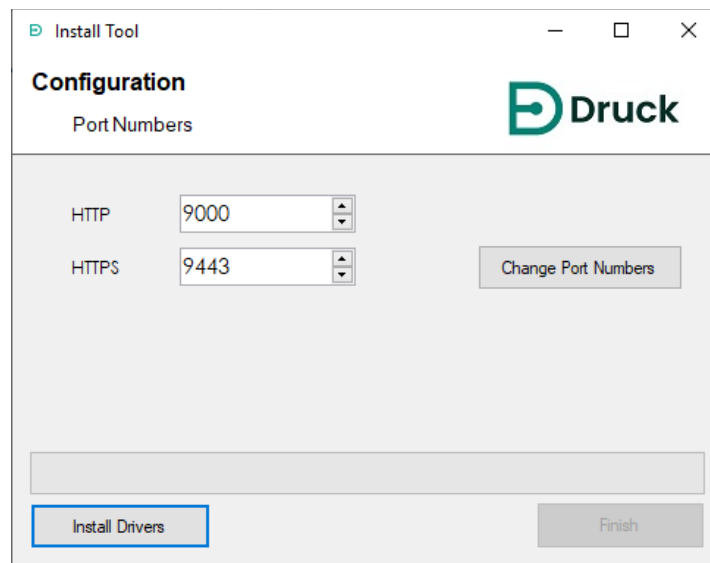 Install Tool
Configuration
Port Numbers
Druck
HTTP 9000
HTTPS 9443 Change Port Numbers
Install Drivers Finish